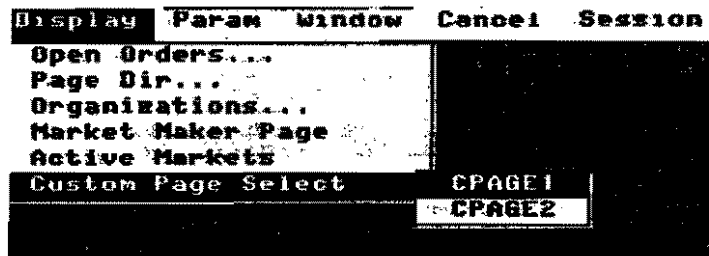 Display Param Window Cancel Session
Open Orders...
Page Dir...
Organizations...
Market Maker Page
Active Markets
Custom Page Select CPAGE1
CPAGE2